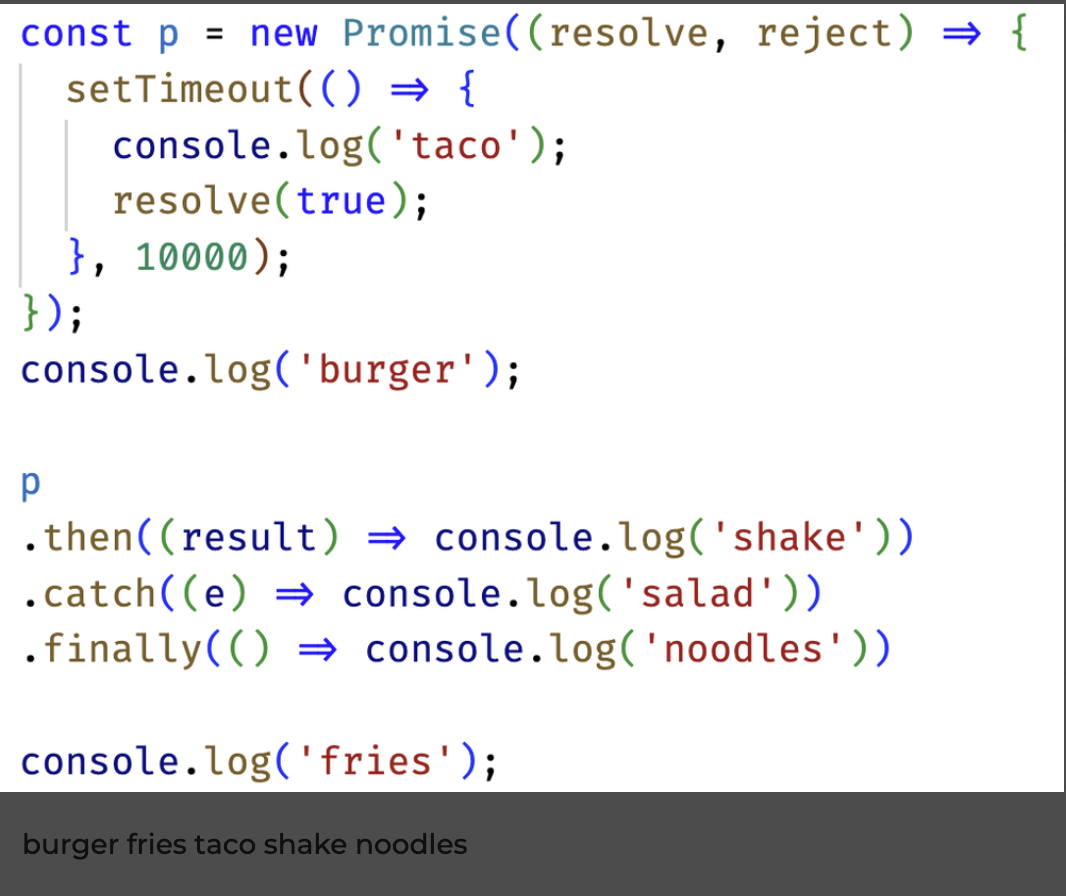 const p = new Promise((resolve, reject) ⇒ {
  setTimeout(() ⇒ {
    console.log('taco');
    resolve(true);
  }, 10000);
});
console.log('burger');

p
.then((result) ⇒ console.log('shake'))
.catch((e) ⇒ console.log('salad'))
.finally(() ⇒ console.log('noodles'))

console.log('fries');
burger fries taco shake noodles